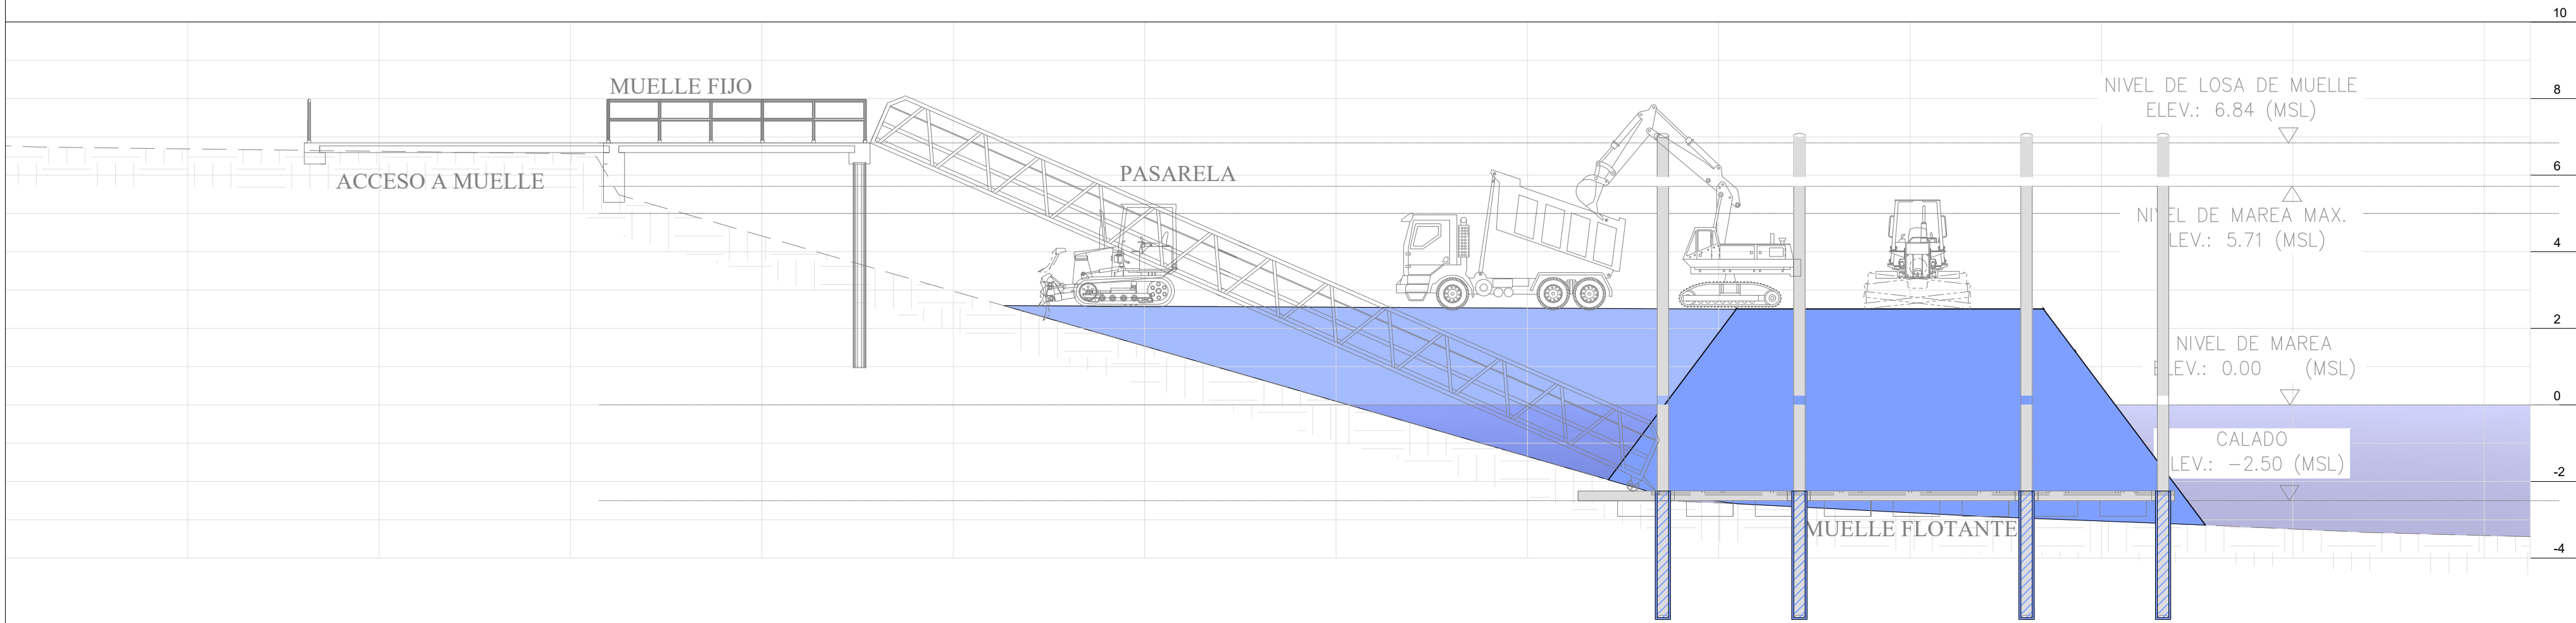 10
MUELLE FIJO
NIVEL DE LOSA DE MUELLE
8
ELEV.: 6.84 (MSL)
PASARELA
6
ACCESO A MUELLE
NIVEL DE MAREA MAX.
ELEV.: 5.71 (MSL)
4
2
NIVEL DE MAREA
ELEV.: 0.00 (MSL)
0
CALADO
ELEV.: −2.50 (MSL)
-2
MUELLE FLOTANTE
-4